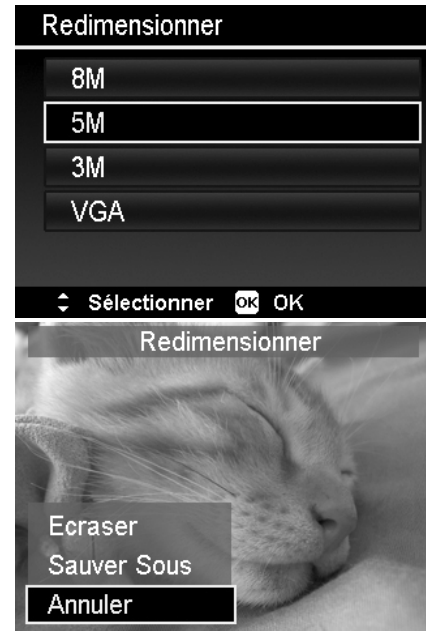 Redimensionner
8M
5M
3M
VGA
Sélectionner OK OK
Redimensionner
Ecraser
Sauver Sous
Annuler